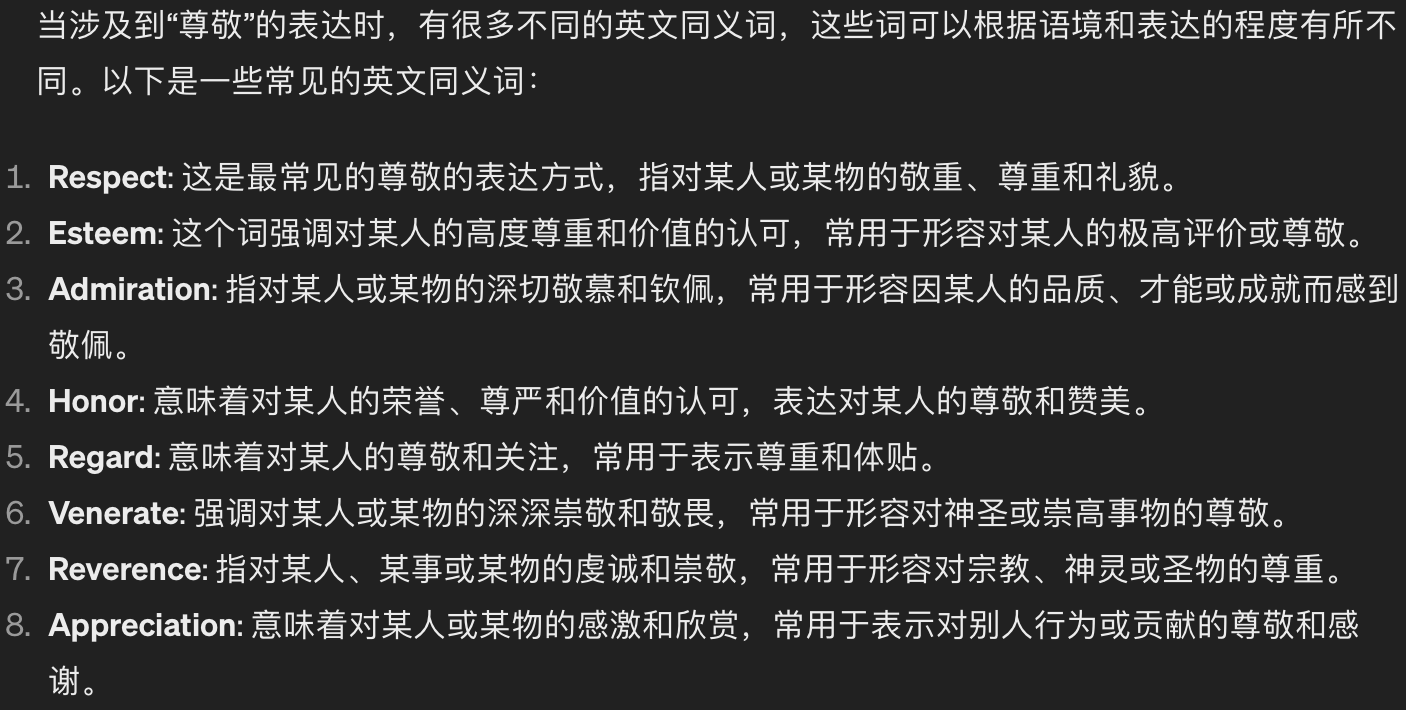 当涉及到“尊敬”的表达时，有很多不同的英文同义词，这些词可以根据语境和表达的程度有所不
同。以下是一些常见的英文同义词：
1. Respect: 这是最常见的尊敬的表达方式，指对某人或某物的敬重、尊重和礼貌。
2. Esteem: 这个词强调对某人的高度尊重和价值的认可，常用于形容对某人的极高评价或尊敬。
3. Admiration: 指对某人或某物的深切敬慕和钦佩，常用于形容因某人的品质、才能或成就而感到
敬佩。
4. Honor: 意味着对某人的荣誉、尊严和价值的认可，表达对某人的尊敬和赞美。
5. Regard: 意味着对某人的尊敬和关注，常用于表示尊重和体贴。
6. Venerate: 强调对某人或某物的深深崇敬和敬畏，常用于形容对神圣或崇高事物的尊敬。
7. Reverence: 指对某人、某事或某物的虔诚和崇敬，常用于形容对宗教、神灵或圣物的尊重。
8. Appreciation: 意味着对某人或某物的感激和欣赏，常用于表示对别人行为或贡献的尊敬和感
谢。